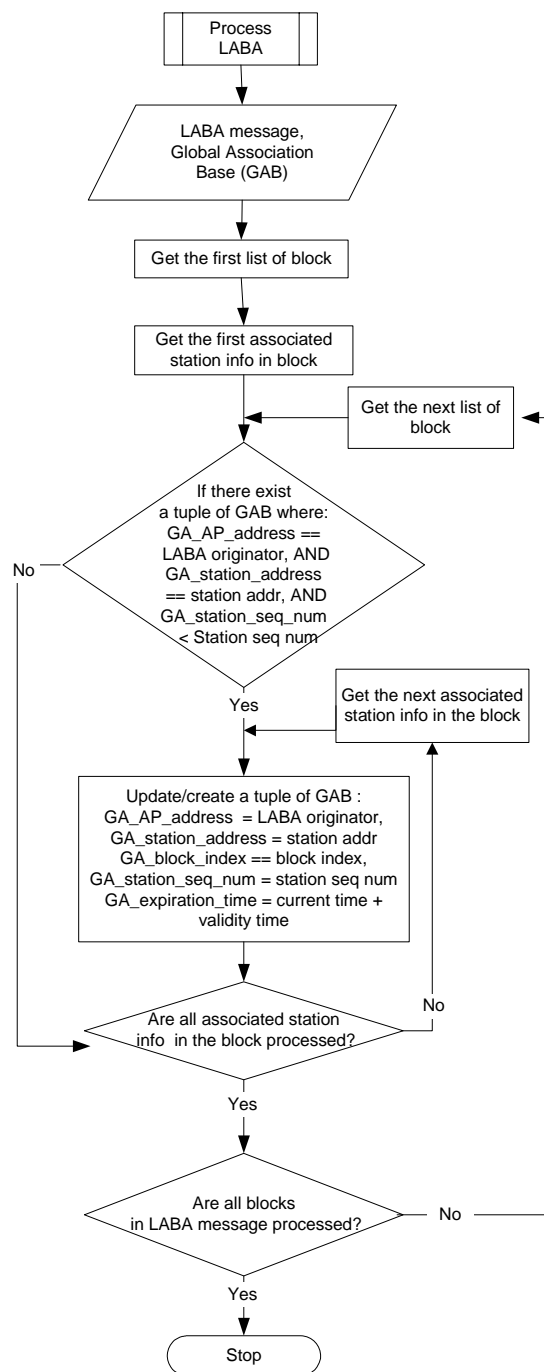 Process
LABA
LABA message,
Global Association
Base (GAB)
Get the first list of block
Get the first associated
station info in block
Get the next list of
block
If there exist
a tuple of GAB where:
GA_AP_address ==
LABA originator, AND
GA_station_address
== station addr, AND
GA_station_seq_num
< Station seq num
No
Yes
Get the next associated
station info in the block
Update/create a tuple of GAB :
GA_AP_address = LABA originator,
GA_station_address = station addr
GA_block_index == block index,
GA_station_seq_num = station seq num
GA_expiration_time = current time +
validity time
No
Are all associated station
info in the block processed?
Yes
Are all blocks
in LABA message processed?
No
Yes
Stop